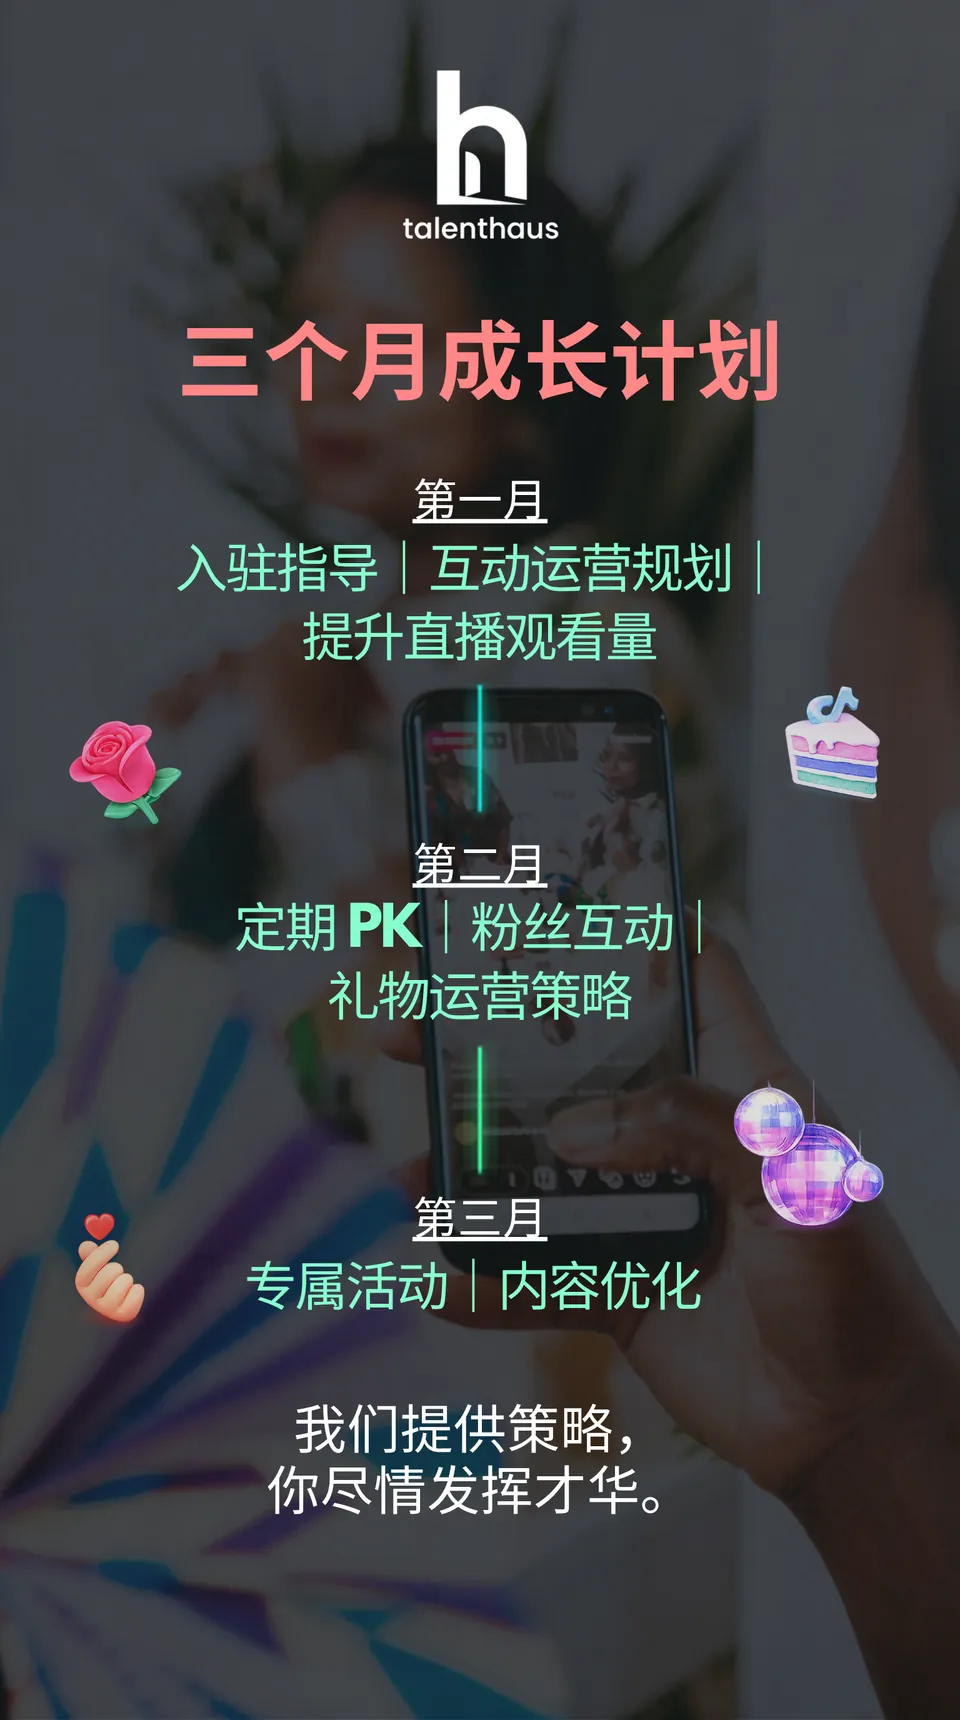 talenthaus
三个月成长计划
第一月
入驻指导｜互动运营规划｜
提升直播观看量
第二月
定期 PK｜粉丝互动｜
礼物运营策略
第三月
专属活动｜内容优化
我们提供策略，
你尽情发挥才华。